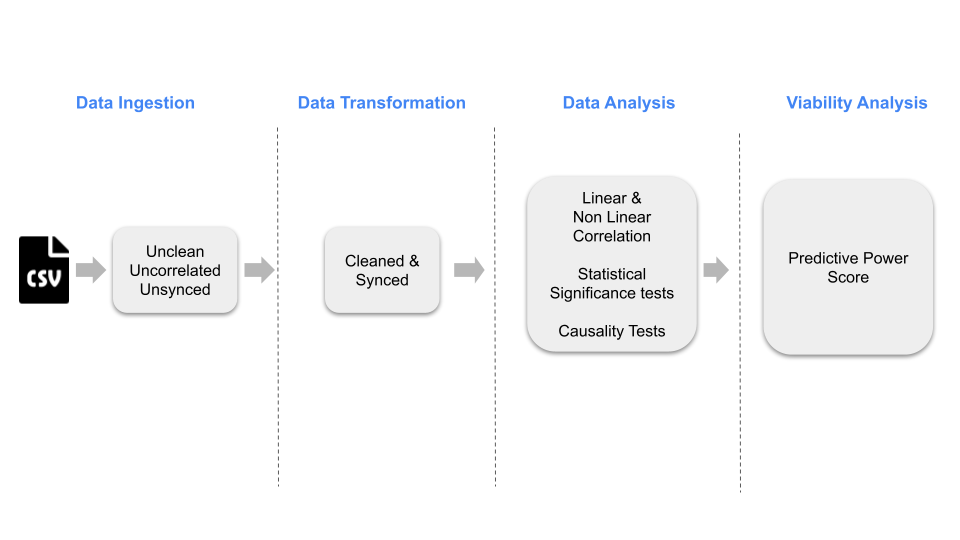 Data Ingestion
Data Transformation
Data Analysis
Viability Analysis
CSV
Unclean
Uncorrelated
Unsynced
Cleaned &
Synced
Linear &
Non Linear
Correlation
Statistical
Significance tests
Causality Tests
Predictive Power
Score